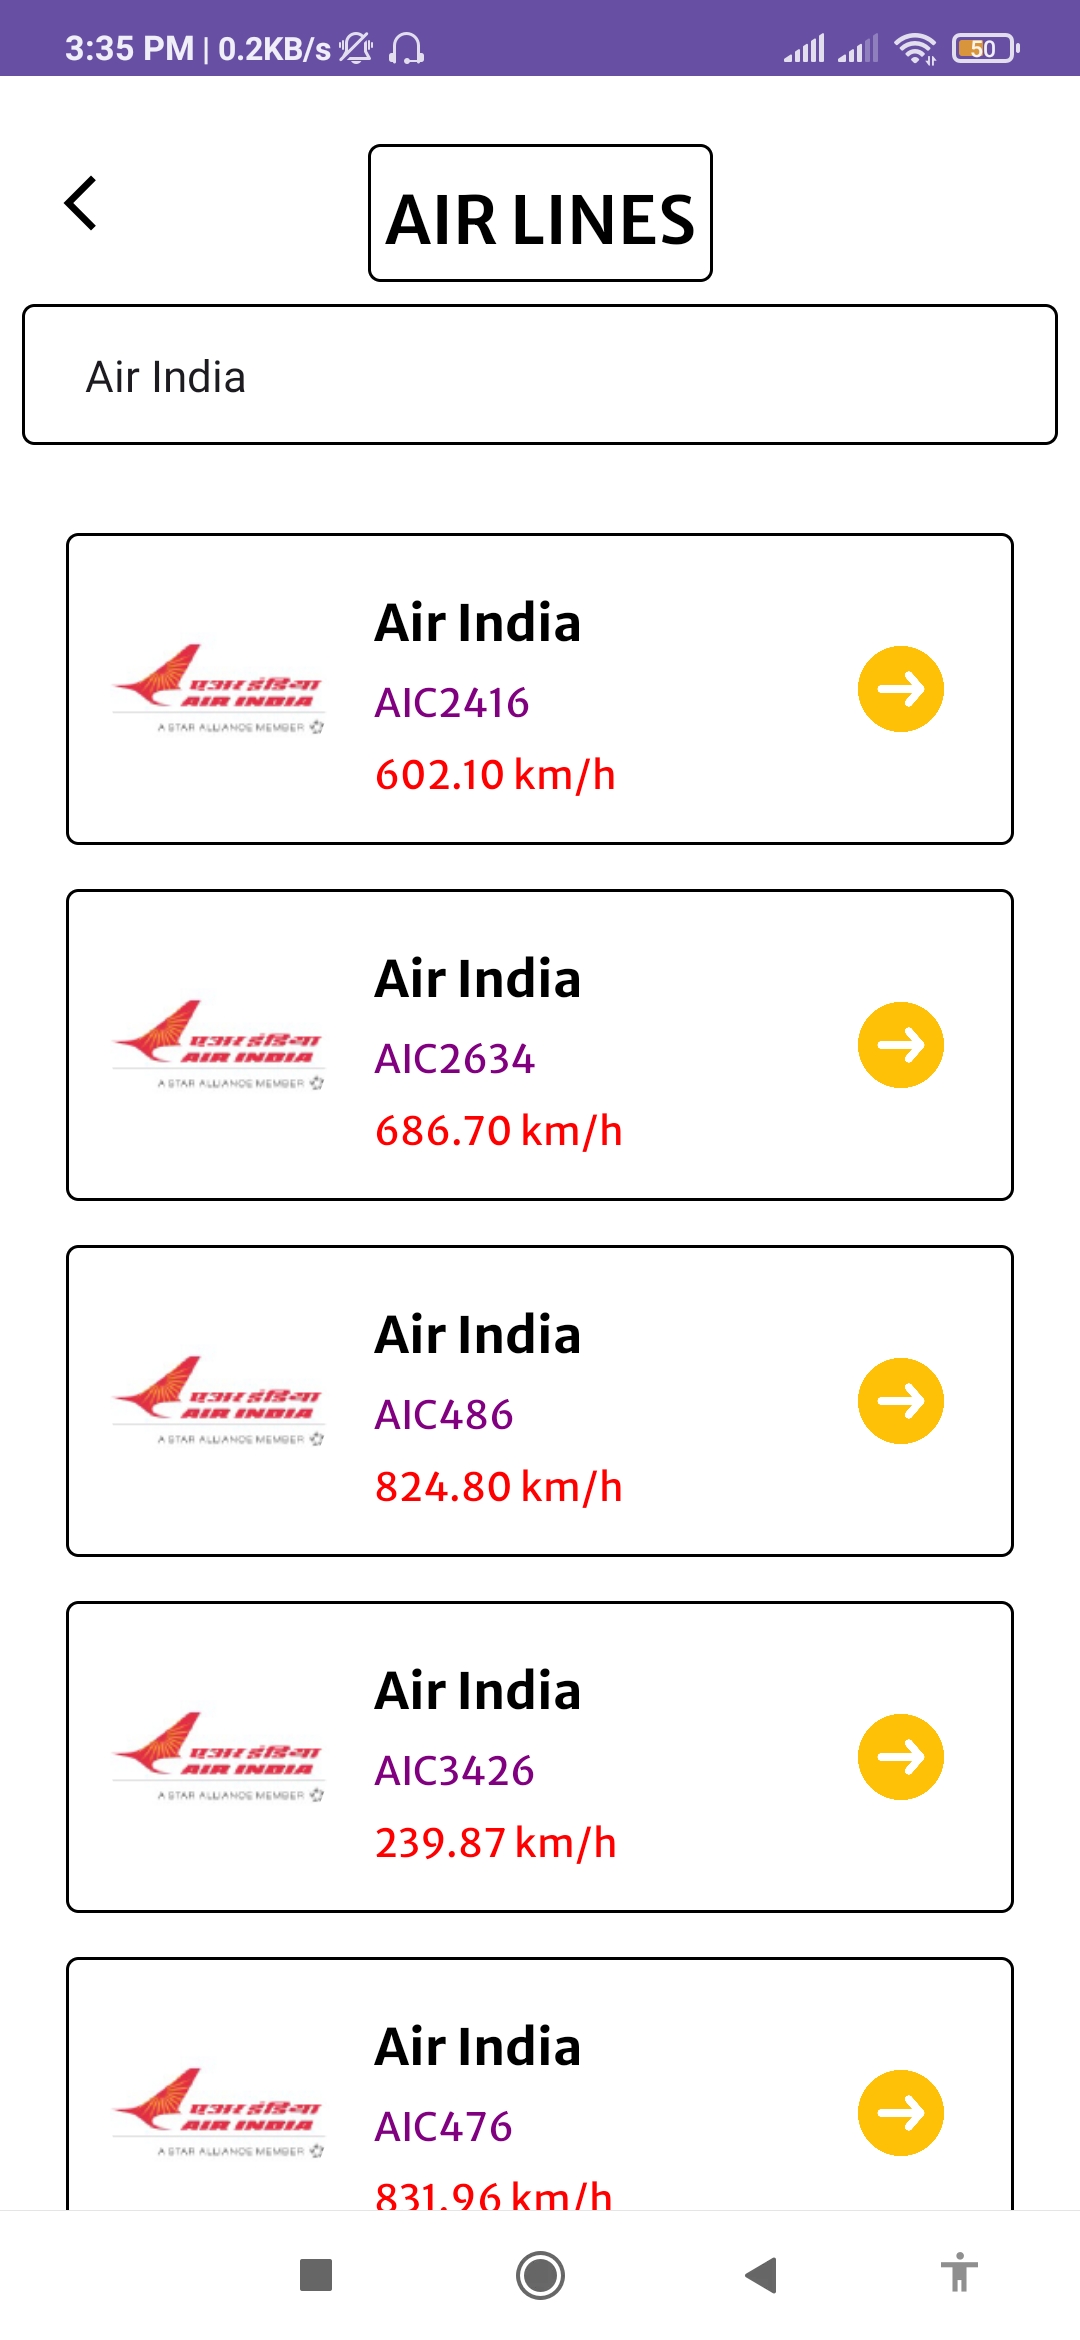 3:35 PM | 0.2KB/s
50
AIR LINES
Air India
Air India
AIC2416
602.10 km/h
एअर इंडिया
AIR INDIA
A STAR ALLIANCE MEMBER
Air India
AIC2634
686.70 km/h
एअर इंडिया
AIR INDIA
A STAR ALLIANCE MEMBER
Air India
AIC486
824.80 km/h
एअर इंडिया
AIR INDIA
A STAR ALLIANCE MEMBER
Air India
AIC3426
239.87 km/h
एअर इंडिया
AIR INDIA
A STAR ALLIANCE MEMBER
Air India
AIC476
831.96 km/h
एअर इंडिया
AIR INDIA
A STAR ALLIANCE MEMBER